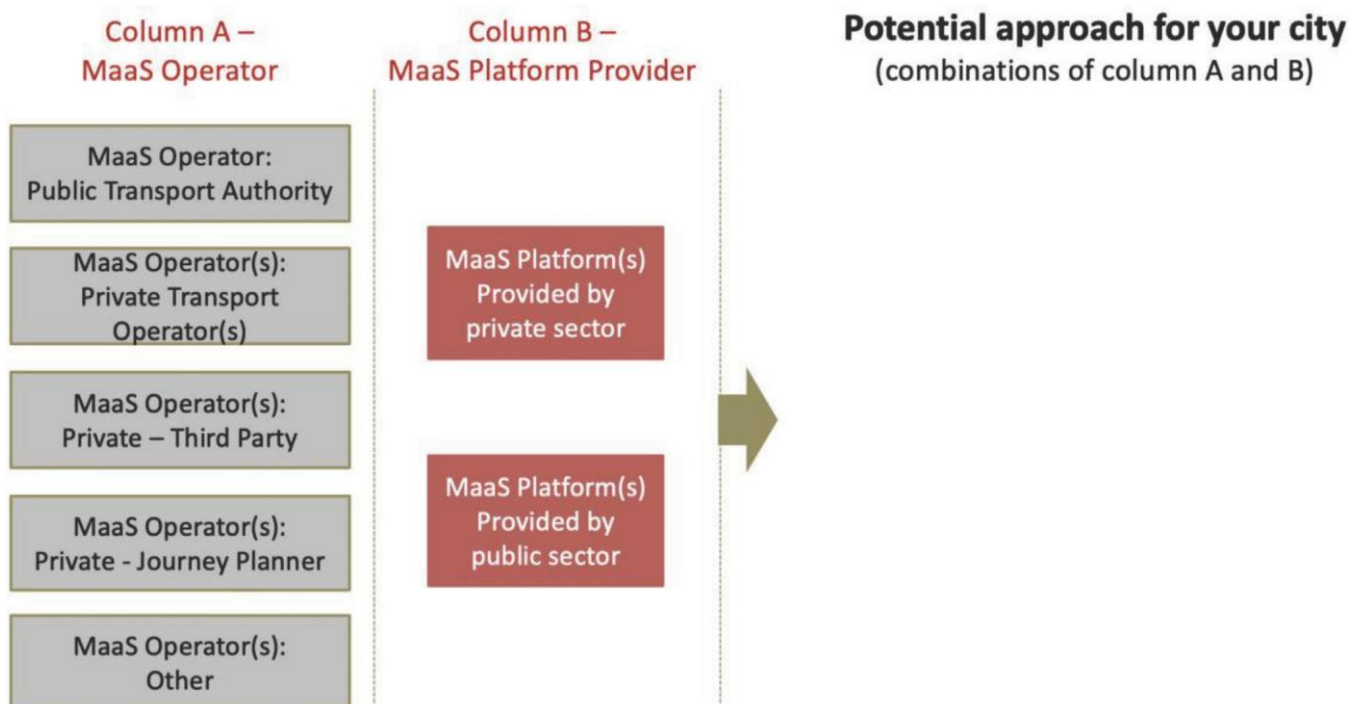 Column A –
MaaS Operator
Column B –
MaaS Platform Provider
Potential approach for your city
(combinations of column A and B)
MaaS Operator:
Public Transport Authority
MaaS Operator(s):
Private Transport
Operator(s)
MaaS Operator(s):
Private – Third Party
MaaS Operator(s):
Private - Journey Planner
MaaS Operator(s):
Other
MaaS Platform(s)
Provided by
private sector
MaaS Platform(s)
Provided by
public sector